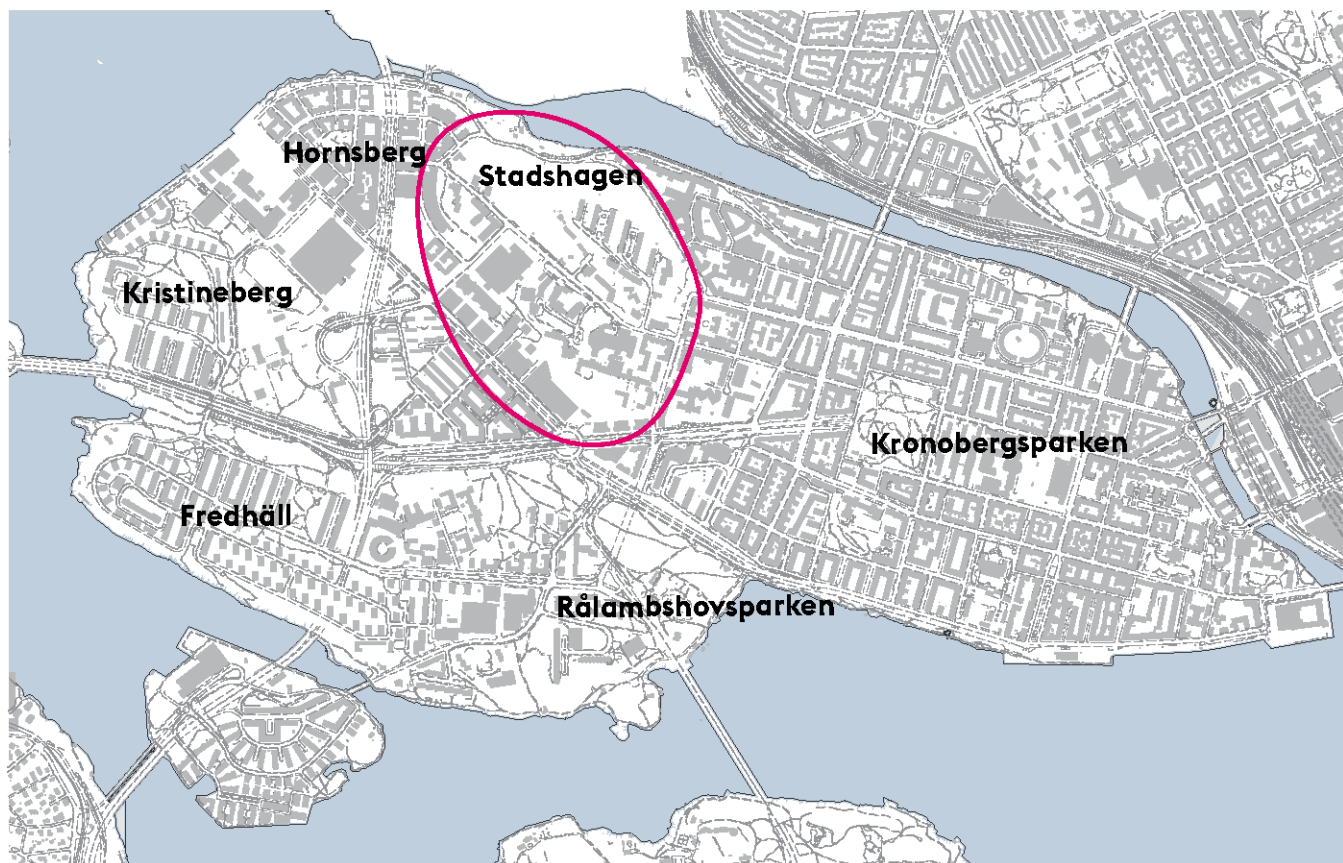 Hornsberg
Stadshagen
Kristineberg
Kronobergsparken
Fredhäll
Rålambshovsparken